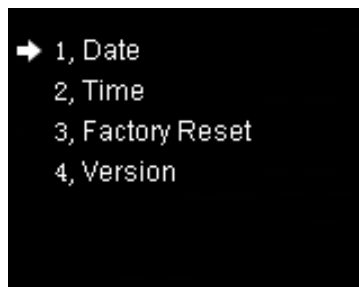 1, Date
2, Time
3, Factory Reset
4, Version